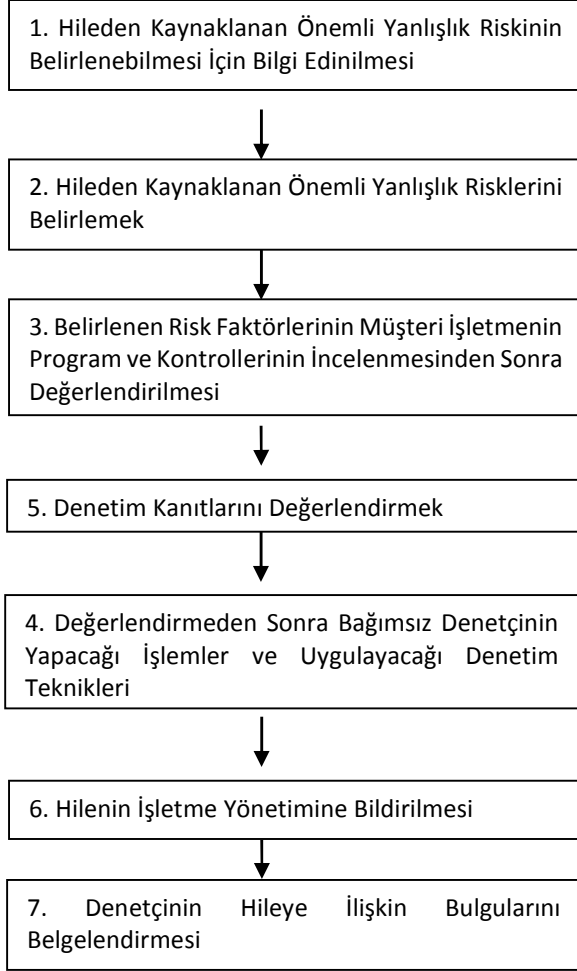 1. Hileden Kaynaklanan Önemli Yanlışlık Riskinin
Belirlenebilmesi İçin Bilgi Edinilmesi
2. Hileden Kaynaklanan Önemli Yanlışlık Risklerini
Belirlemek
3. Belirlenen Risk Faktörlerinin Müşteri İşletmenin
Program ve Kontrollerinin İncelenmesinden Sonra
Değerlendirilmesi
5. Denetim Kanıtlarını Değerlendirmek
4. Değerlendirmeden Sonra Bağımsız Denetçinin
Yapacağı İşlemler ve Uygulayacağı Denetim
Teknikleri
6. Hilenin İşletme Yönetimine Bildirilmesi
7. Denetçinin Hileye İlişkin Bulgularını
Belgelendirmesi